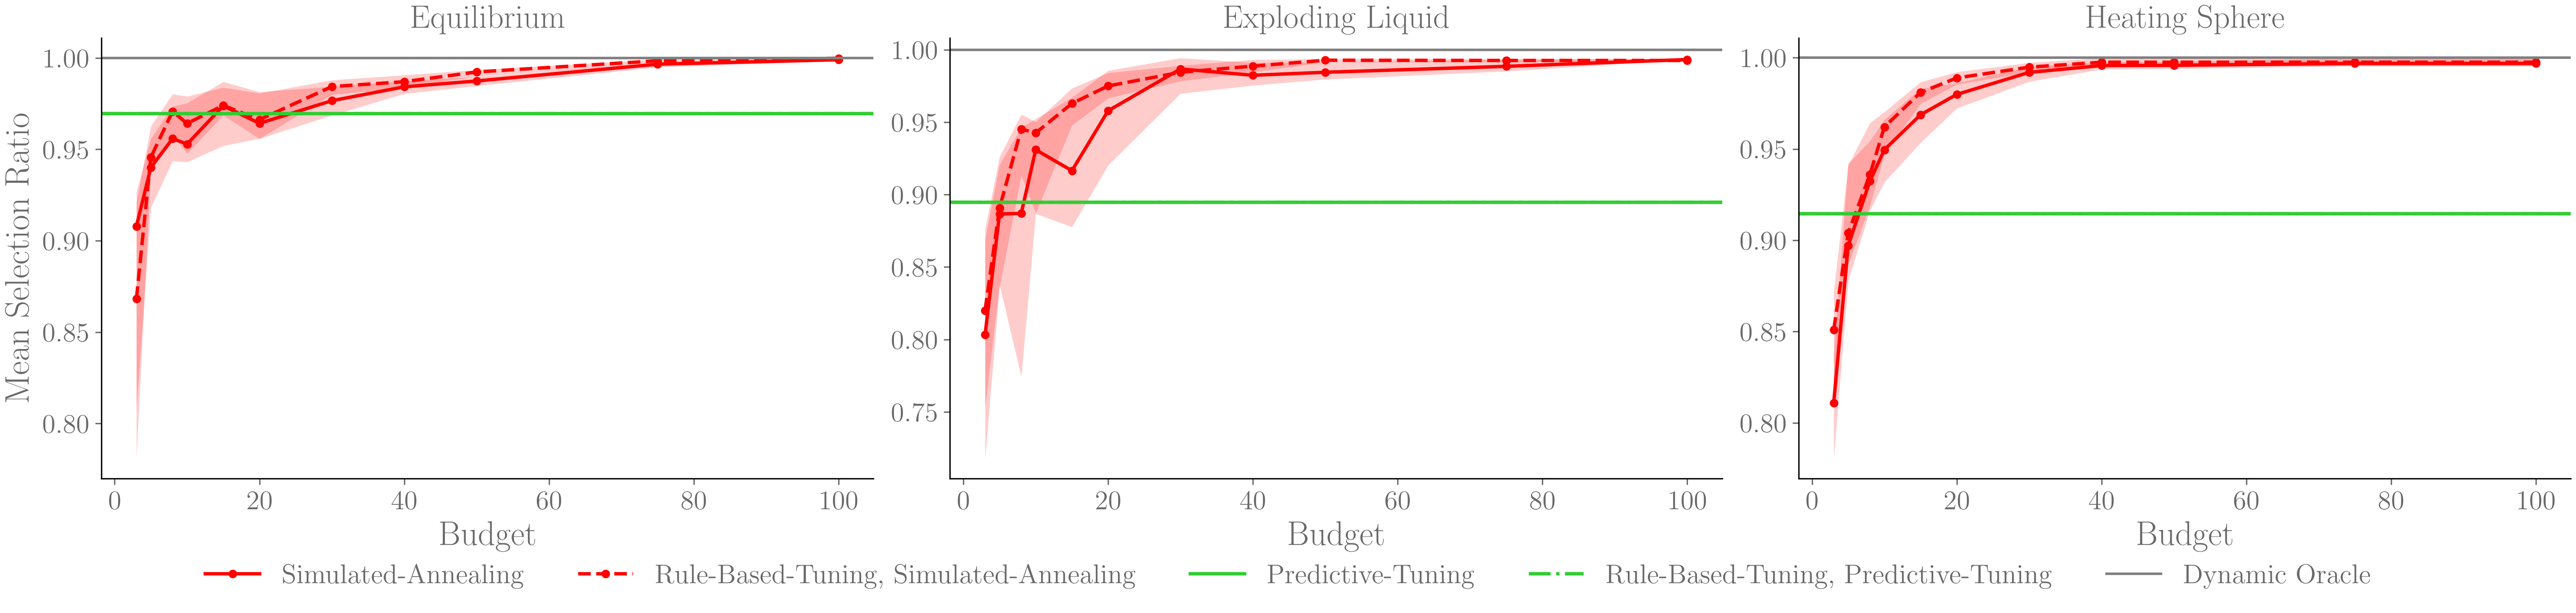 Equilibrium
Exploding Liquid
Heating Sphere
Mean Selection Ratio
1.00
0.95
0.90
0.85
0.80
0 20 40 60 80 100
Budget
1.00
0.95
0.90
0.85
0.80
0.75
0 20 40 60 80 100
Budget
1.00
0.95
0.90
0.85
0.80
0 20 40 60 80 100
Budget
Simulated-Annealing Rule-Based-Tuning, Simulated-Annealing Predictive-Tuning Rule-Based-Tuning, Predictive-Tuning Dynamic Oracle